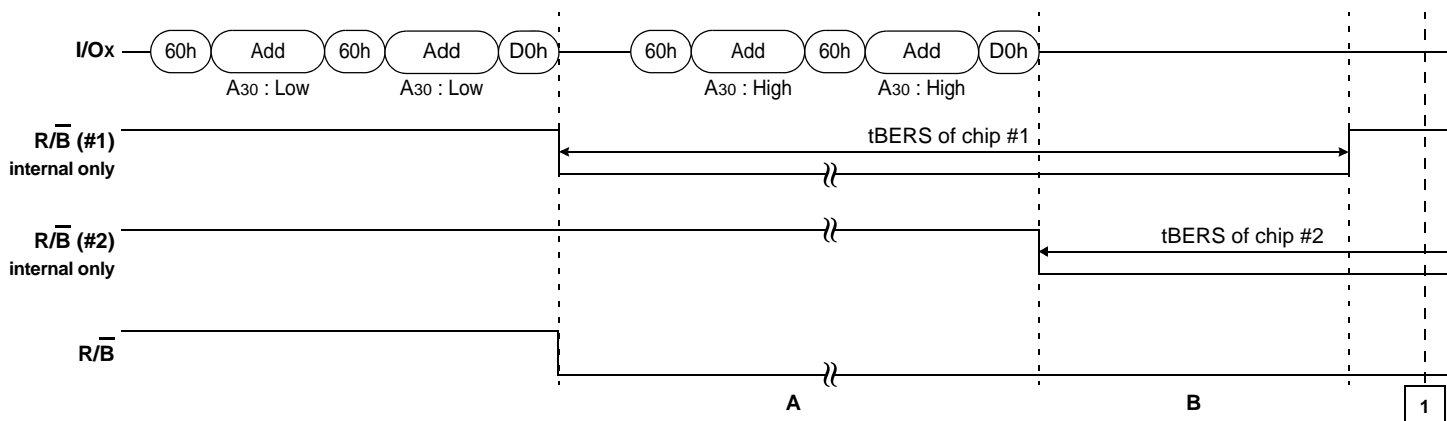 I/Ox 60h Add 60h Add D0h 60h Add 60h Add D0h
A30 : Low A30 : Low A30 : High A30 : High
R/B (#1) tBERS of chip #1
internal only
R/B (#2) tBERS of chip #2
internal only
R/B
A B 1